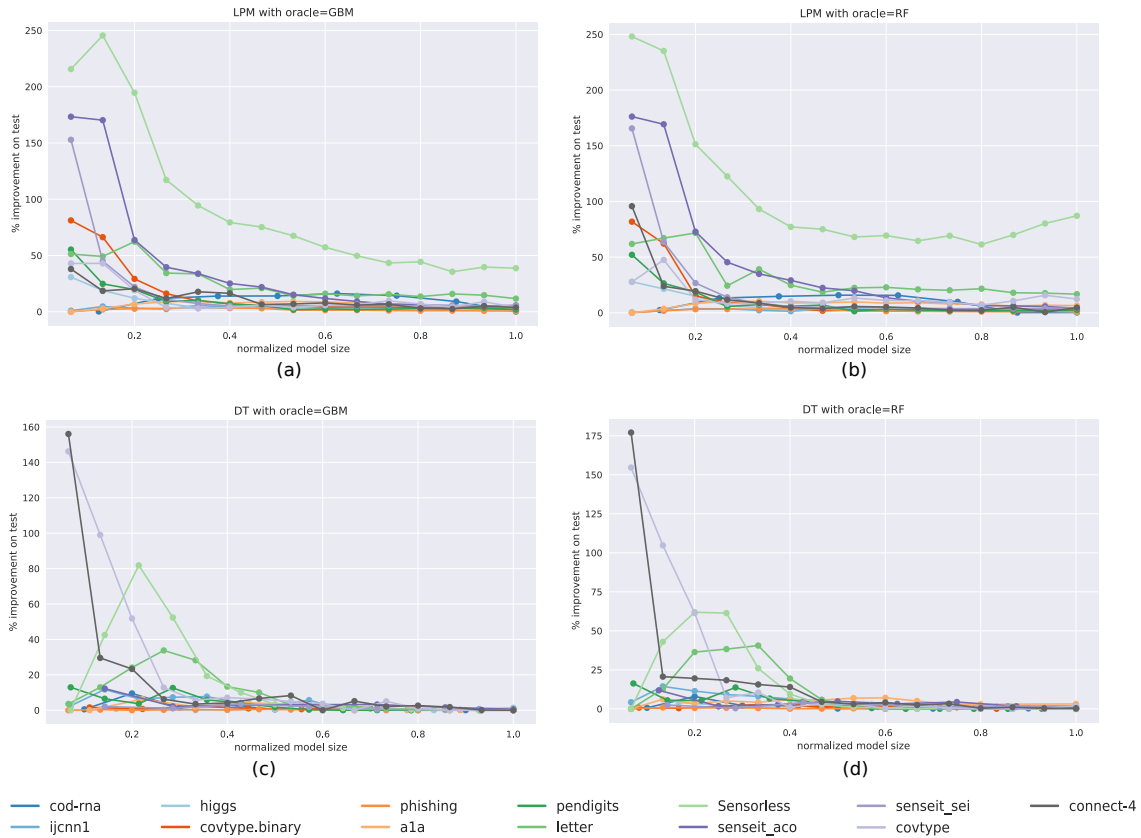 LPM with oracle=GBM
% improvement on test
250
200
150
100
50
0
0.2 0.4 0.6 0.8 1.0
normalized model size
(a)
LPM with oracle=RF
% improvement on test
250
200
150
100
50
0
0.2 0.4 0.6 0.8 1.0
normalized model size
(b)
DT with oracle=GBM
% improvement on test
160
140
120
100
80
60
40
20
0
0.2 0.4 0.6 0.8 1.0
normalized model size
(c)
DT with oracle=RF
% improvement on test
175
150
125
100
75
50
25
0
0.2 0.4 0.6 0.8 1.0
normalized model size
(d)
cod-rna higgs phishing pendigits Sensorless senseit_sei connect-4
ijcnn1 covtype.binary a1a letter senseit_aco covtype